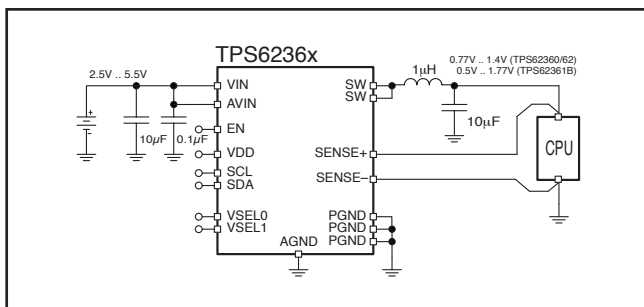 TPS6236x
2.5V .. 5.5V
10µF
0.1µF
VIN
AVIN
EN
VDD
SCL
SDA
VSEL0
VSEL1
AGND
SW
SW
SENSE+
SENSE–
PGND
PGND
PGND
1µH
10µF
0.77V .. 1.4V (TPS62360/62)
0.5V .. 1.77V (TPS62361B)
CPU